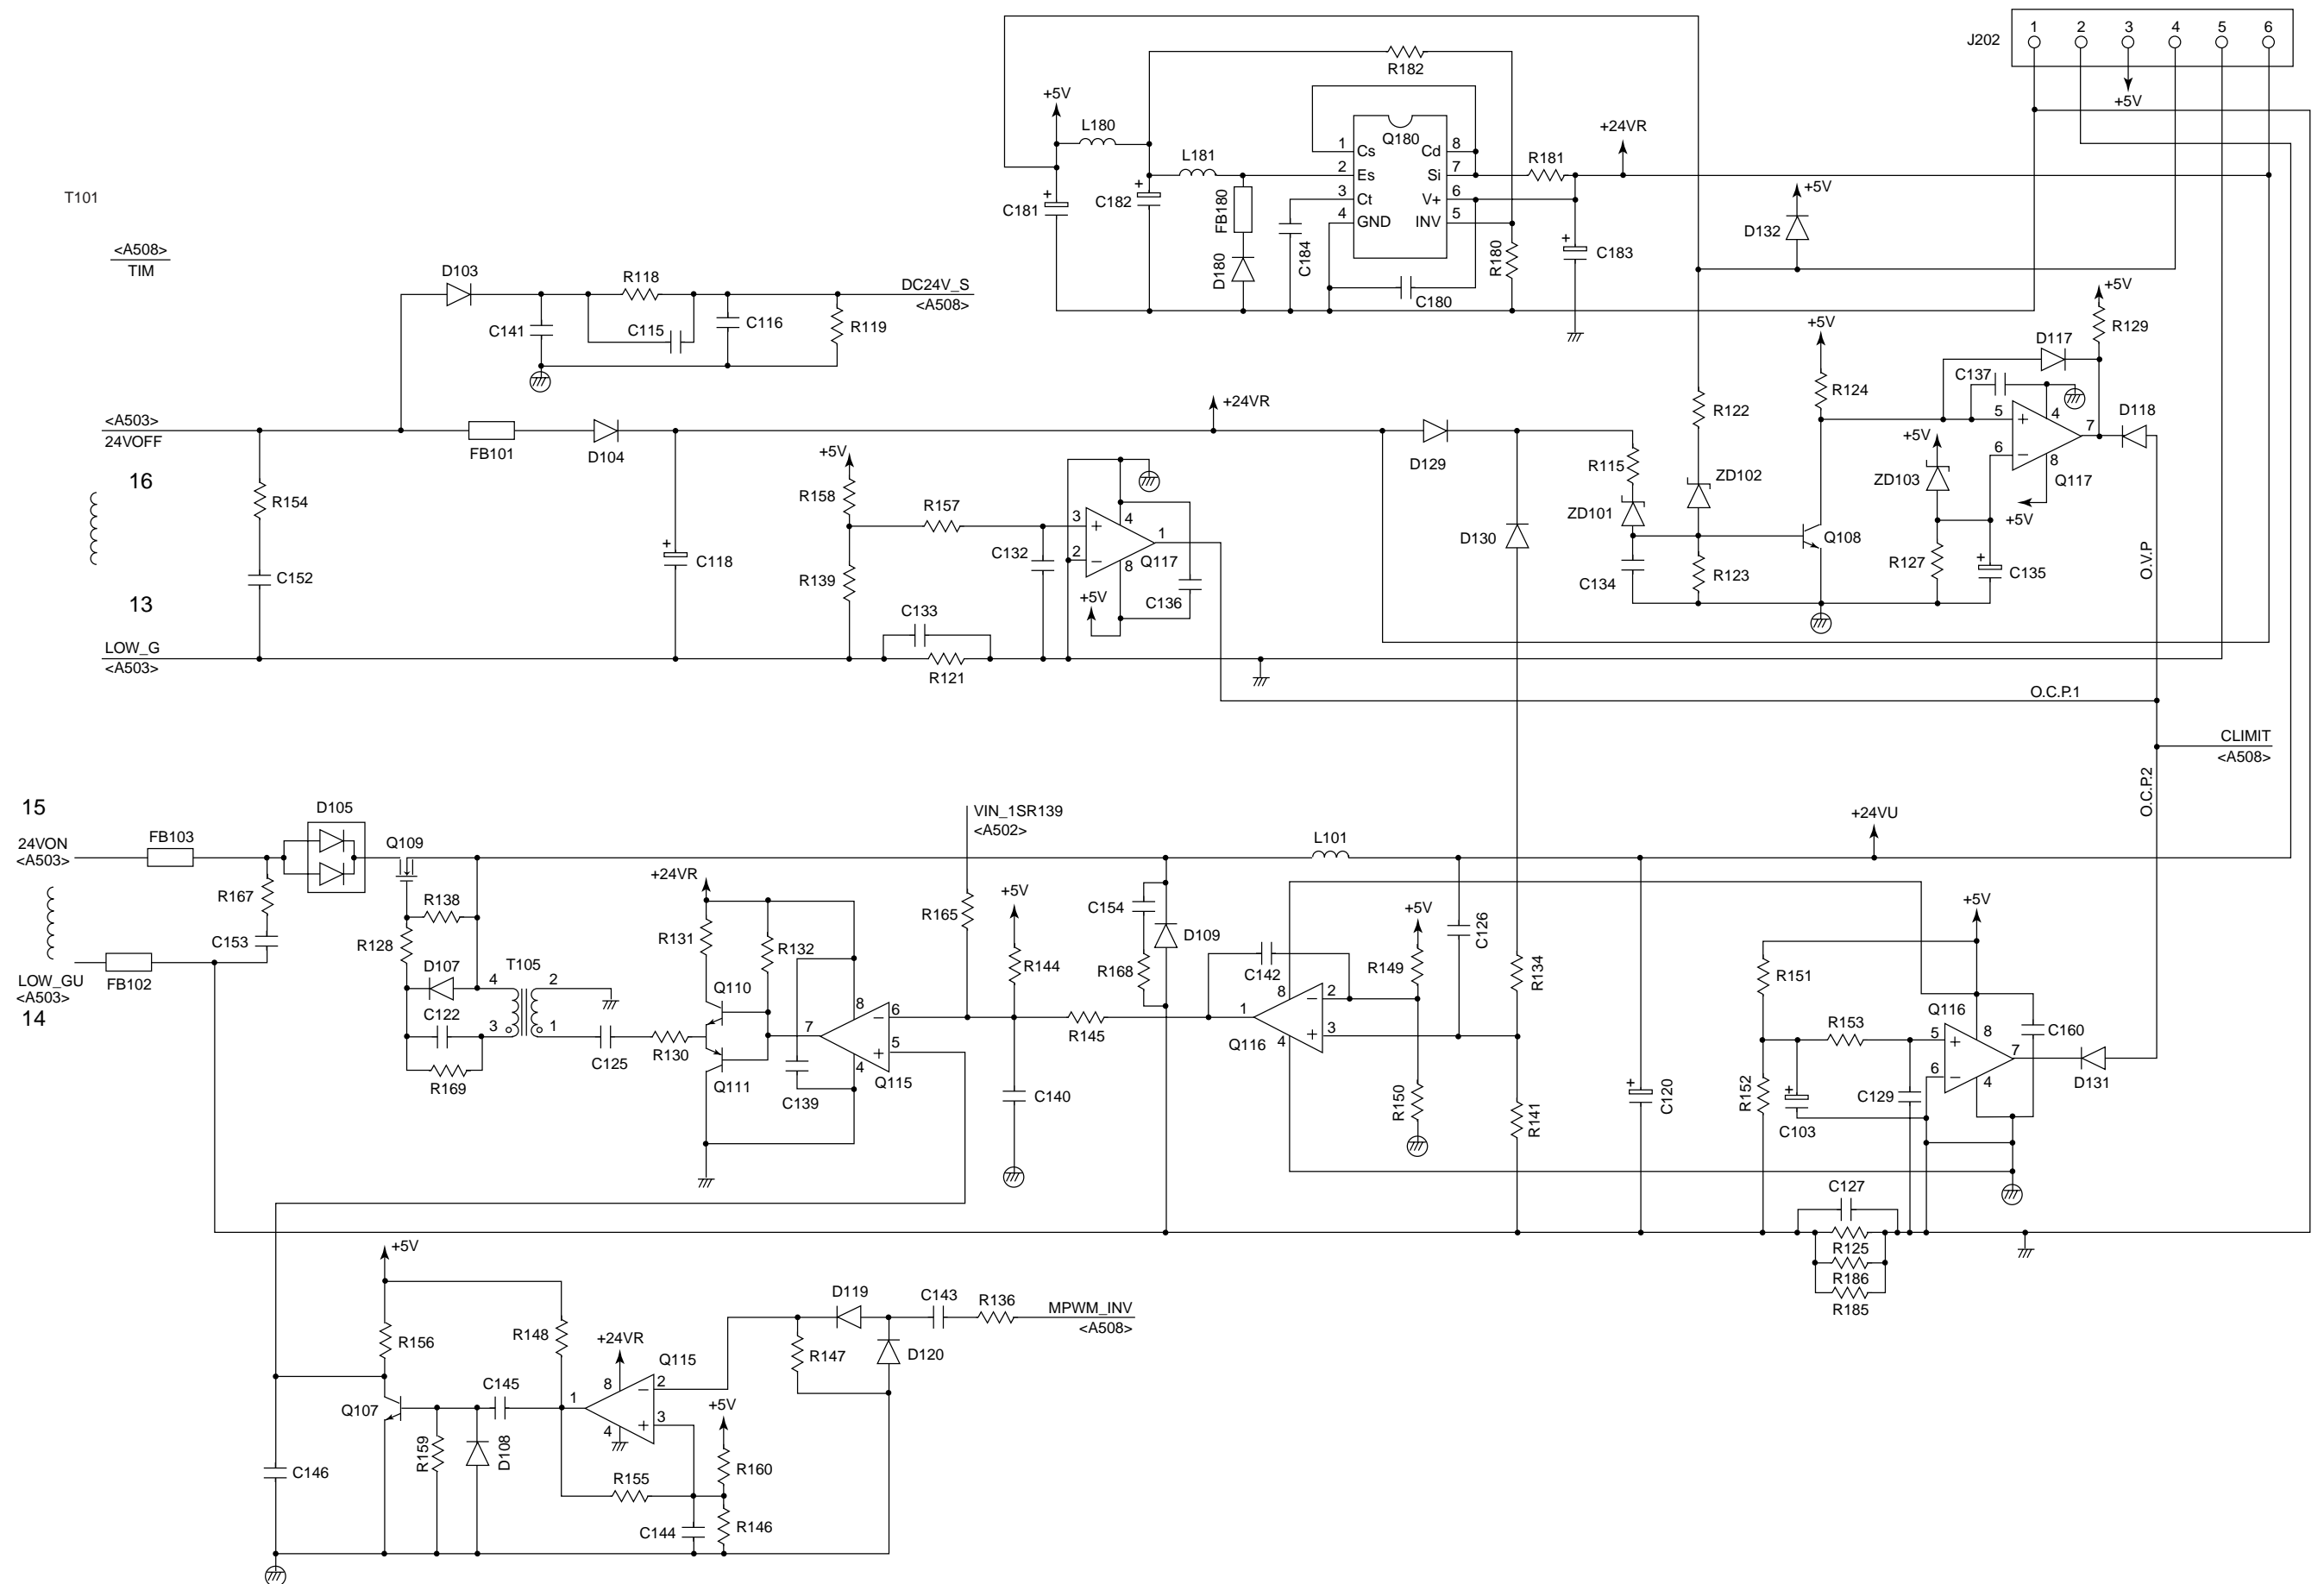 1 2 3 4 5 6
J202
+5V
R182
+5V
L180
Q180
+24VR
1 Cs Cd 8
L181
R181
2 Es Si 7
3 Ct V+ 6
4 GND INV 5
C181
C182
FB180
D180
C184
C180
R180
C183
+5V
D132
T101
<A508>
TIM
D103
R118
DC24V_S
<A508>
C141
C115
C116
R119
+5V
R129
+5V
D117
R124
C137
5 + 4
D118
7
+5V
6 −
8
ZD103
Q117
+5V
R127
C135
O.V.P
<A503>
24VOFF
FB101
D104
+24VR
D129
R122
R115
ZD102
ZD101
Q108
C134
R123
16
R154
C152
C118
13
+5V
R158
R157
R139
C132
3 + 4
1
2 −
8
Q117
+5V
C136
C133
R121
D130
LOW_G
<A503>
O.C.P.1
CLIMIT
<A508>
O.C.P.2
15
24VON
<A503>
FB103
D105
Q109
VIN_1SR139
<A502>
L101
+24VU
R167
C153
R138
R128
D107
T105
4 2
3 1
C122
R169
C125
R130
LOW_GU
<A503>
14
FB102
+24VR
R131
R132
Q110
Q111
C139
8
7
− 6
+ 5
4
Q115
R165
+5V
R144
R145
C140
C154
D109
R168
C142
8
1
− 2
+ 3
4
Q116
+5V
R149
R150
C126
R134
R141
C120
+5V
R151
R153
R152
C103
C129
Q116
5 + 8
7
6 −
4
C160
D131
C127
R125
R186
R185
+5V
R156
R148
+24VR
Q115
8
1
− 2
+ 3
4
Q107
C145
R159
D108
C146
R155
C144
+5V
R160
R146
D119
C143
R136
MPWM_INV
<A508>
R147
D120